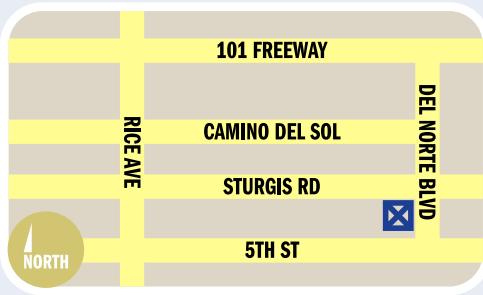 101 FREEWAY
CAMINO DEL SOL
RICE AVE
DEL NORTE BLVD
STURGIS RD
5TH ST
NORTH